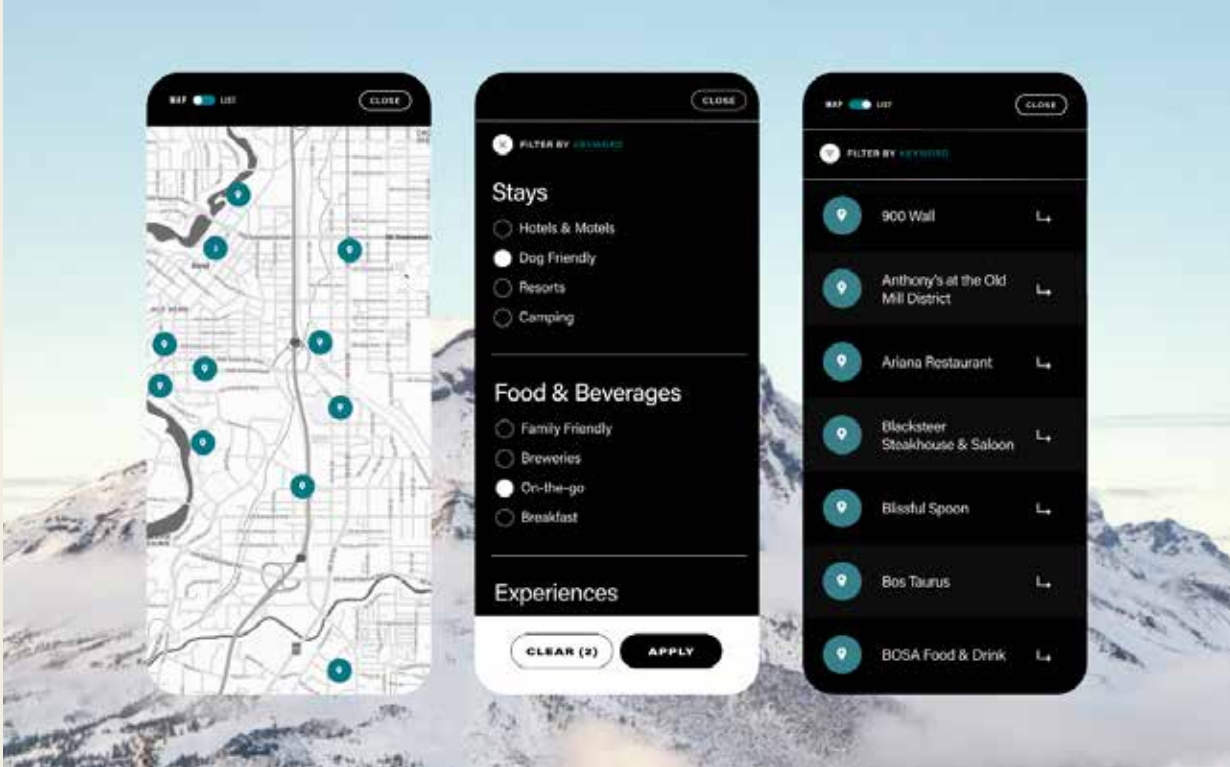 MAP LIST CLOSE
Bend
CLOSE
FILTER BY KEYWORD
Stays
Hotels & Motels
Dog Friendly
Resorts
Camping
Food & Beverages
Family Friendly
Breweries
On-the-go
Breakfast
Experiences
CLEAR (2) APPLY
MAP LIST CLOSE
FILTER BY KEYWORD
900 Wall
Anthony's at the Old
Mill District
Ariana Restaurant
Blacksteer
Steakhouse & Saloon
Blissful Spoon
Bos Taurus
BOSA Food & Drink